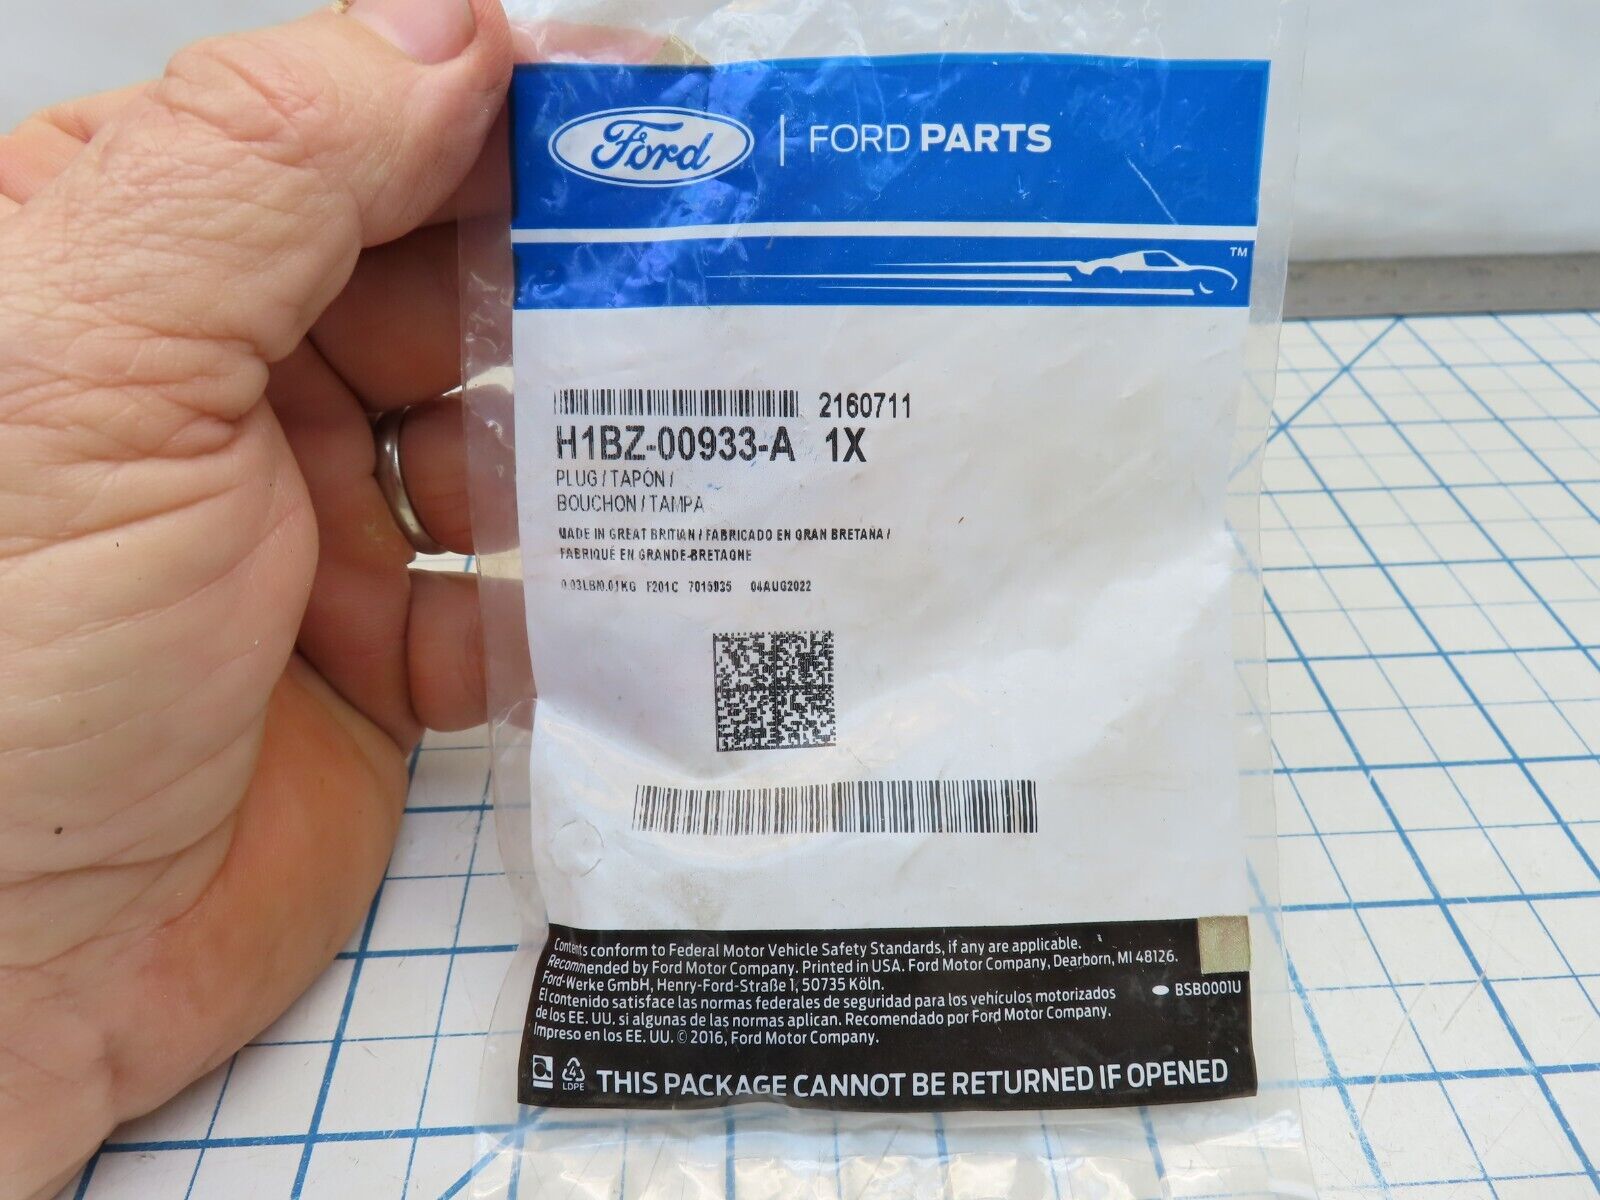 Ford | FORD PARTS
TM
2160711
H1BZ-00933-A 1X
PLUG / TAPÓN /
BOUCHON / TAMPA
MADE IN GREAT BRITIAN / FABRICADO EN GRAN BRETAÑA /
FABRIQUÉ EN GRANDE-BRETAGNE
0.03LB/0.01KG F201C 7015935 04AUG2022
Contents conform to Federal Motor Vehicle Safety Standards, if any are applicable.
Recommended by Ford Motor Company. Printed in USA. Ford Motor Company, Dearborn, MI 48126.
Ford-Werke GmbH, Henry-Ford-Straße 1, 50735 Köln.
El contenido satisface las normas federales de seguridad para los vehículos motorizados
de los EE. UU. si algunas de las normas aplican. Recomendado por Ford Motor Company.
Impreso en los EE. UU. © 2016, Ford Motor Company.
BSB0001U
4
LDPE
THIS PACKAGE CANNOT BE RETURNED IF OPENED